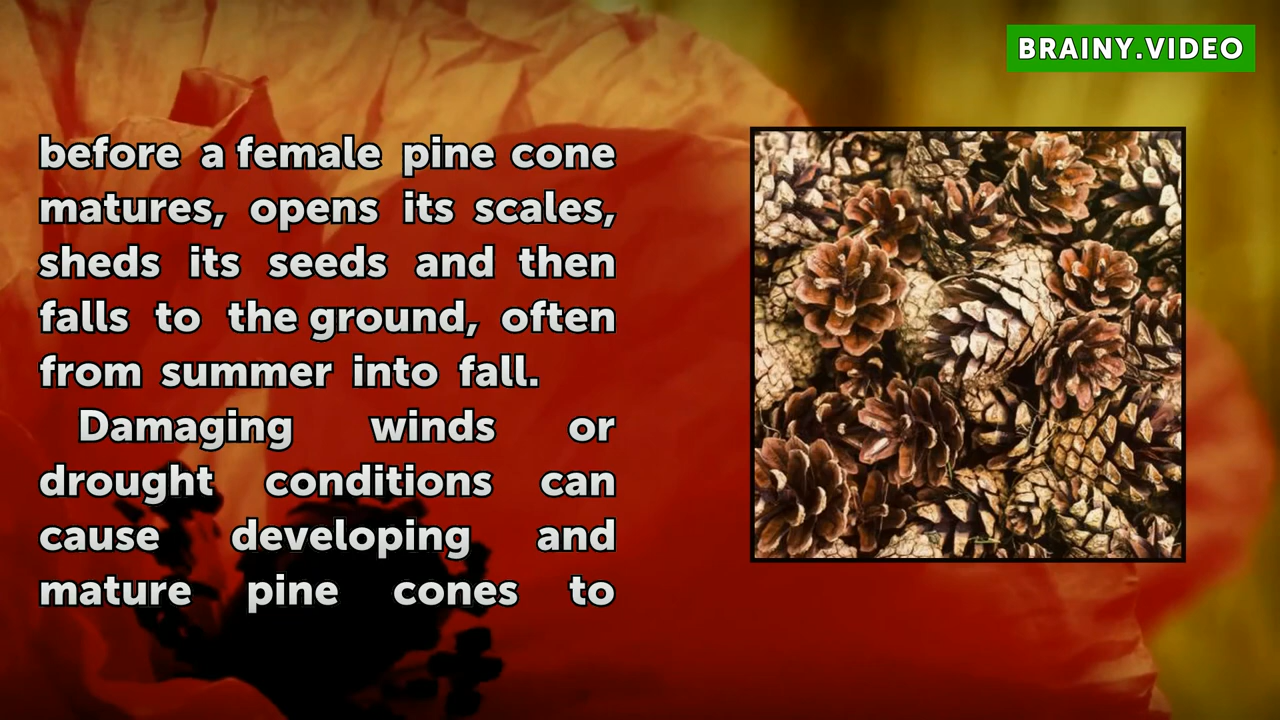 BRAINY.VIDEO
before a female pine cone
matures, opens its scales,
sheds its seeds and then
falls to the ground, often
from summer into fall.
Damaging winds or
drought conditions can
cause developing and
mature pine cones to